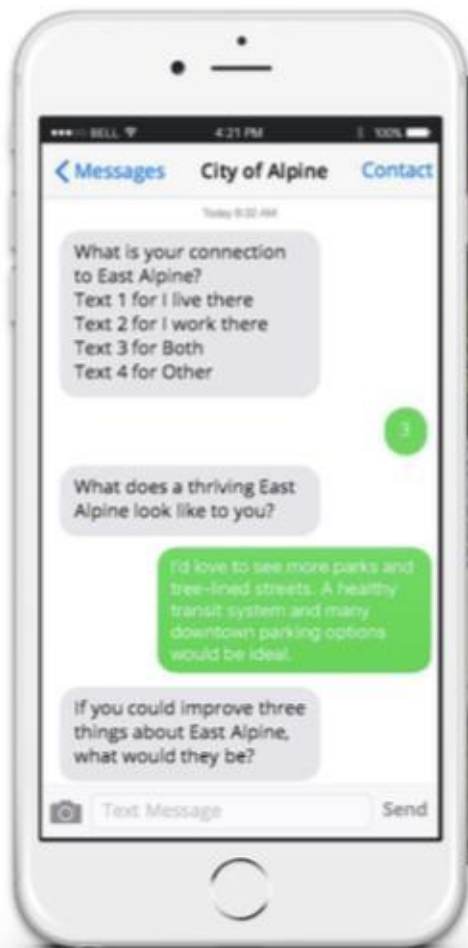 BELL 4:21 PM 100%
Messages City of Alpine Contact
Today 8:32 AM
What is your connection
to East Alpine?
Text 1 for I live there
Text 2 for I work there
Text 3 for Both
Text 4 for Other
3
What does a thriving East
Alpine look like to you?
I'd love to see more parks and
tree-lined streets. A healthy
transit system and many
downtown parking options
would be ideal.
If you could improve three
things about East Alpine,
what would they be?
Text Message Send